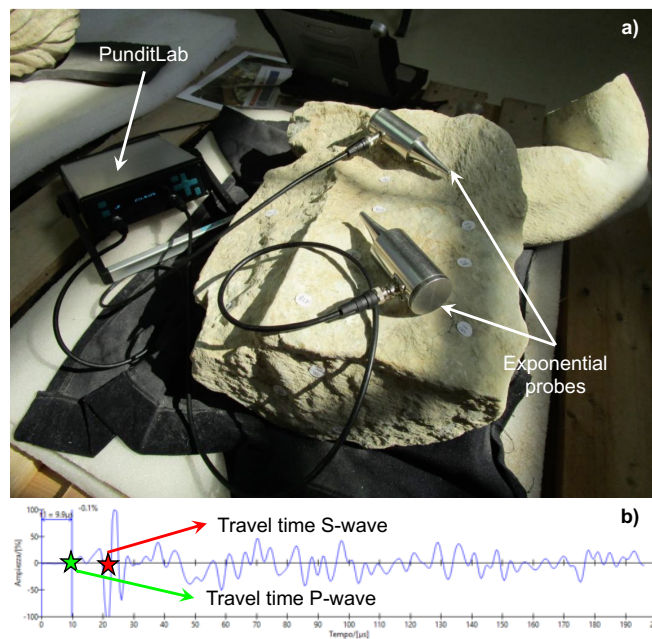 a)
PunditLab
Exponential
probes
b)
100
-0.1%
t1 = 9.9µs
50
Travel time S-wave
Ampiezza/[%]
0
-50
Travel time P-wave
-100
0 10 20 30 40 50 60 70 80 90 100 110 120 130 140 150 160 170 180 190
Tempo/[µs]